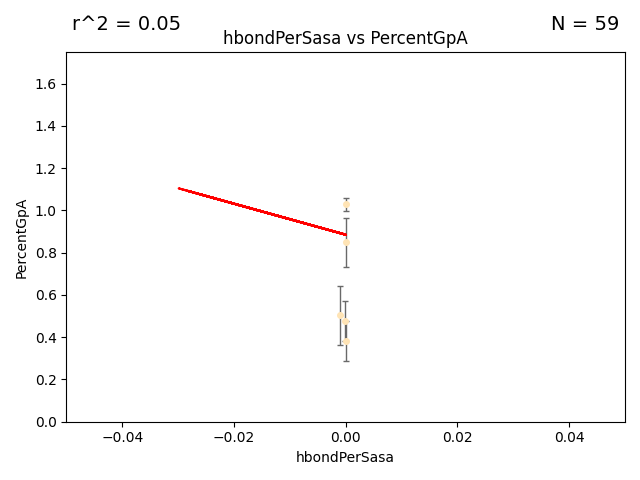 r^2 = 0.05
N = 59
hbondPerSasa vs PercentGpA
1.6
1.4
1.2
1.0
0.8
0.6
0.4
0.2
0.0
PercentGpA
−0.04
−0.02
0.00
0.02
0.04
hbondPerSasa